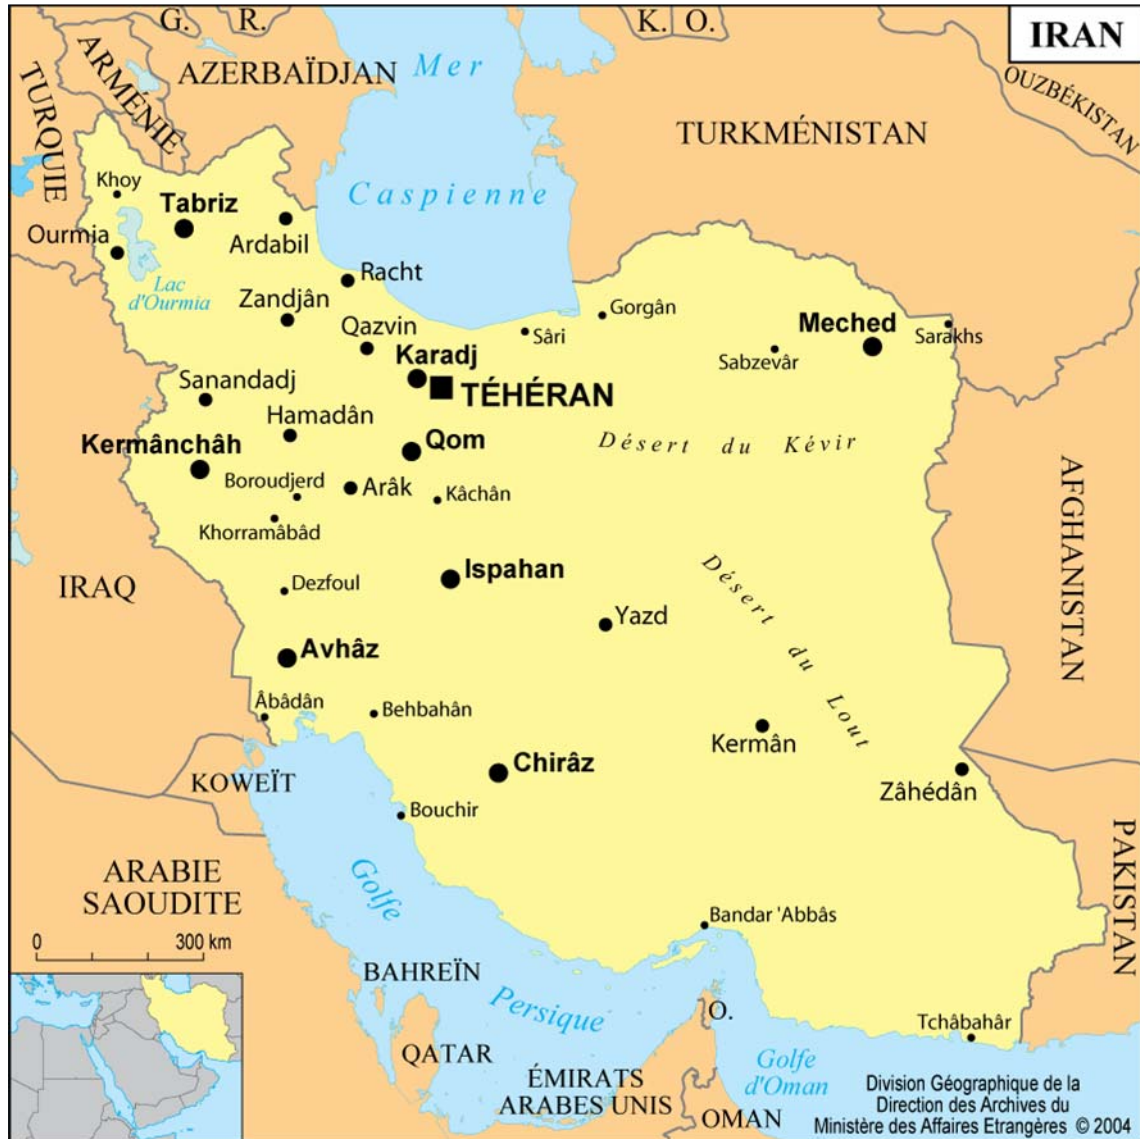 G.
R.
K.
O.
IRAN
AZERBAÏDJAN
ARMÉNIE
TURQUIE
Mer
Caspienne
TURKMÉNISTAN
OUZBÉKISTAN
Khoy
Tabriz
Ourmia
Ardabil
Lac
d'Ourmia
Racht
Zandjân
Qazvin
Gorgân
Sâri
Meched
Sarakhs
Sabzevâr
Karadj
TÉHÉRAN
Sanandadj
Hamadân
Kermânchâh
Qom
Désert du Kévir
Boroudjerd
Arâk
Kâchân
Khorramâbâd
AFGHANISTAN
IRAQ
Dezfoul
Ispahan
Désert du Lout
Yazd
Avhâz
Âbâdân
Behbahân
Kermân
KOWEÏT
Chirâz
Zâhédân
Bouchir
PAKISTAN
ARABIE
SAOUDITE
Golfe
Persique
0 300 km
Bandar 'Abbâs
BAHREÏN
O.
Tchâbahâr
QATAR
ÉMIRATS
ARABES UNIS
OMAN
Golfe
d'Oman
Division Géographique de la
Direction des Archives du
Ministère des Affaires Etrangères © 2004